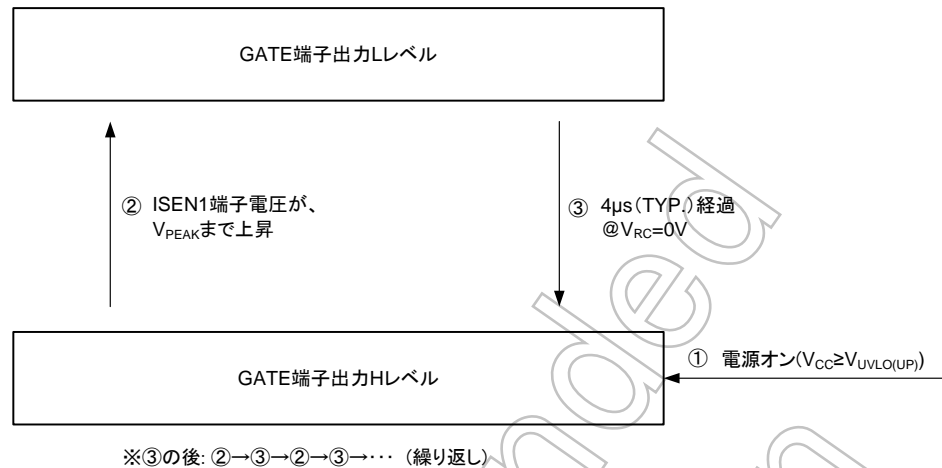 GATE端子出力Lレベル
② ISEN1端子電圧が、
VPEAKまで上昇
③ 4µs(TYP.)経過
@VRC=0V
GATE端子出力Hレベル
① 電源オン(VCC≥VUVLO(UP))
※③の後: ②→③→②→③→··· (繰り返し)